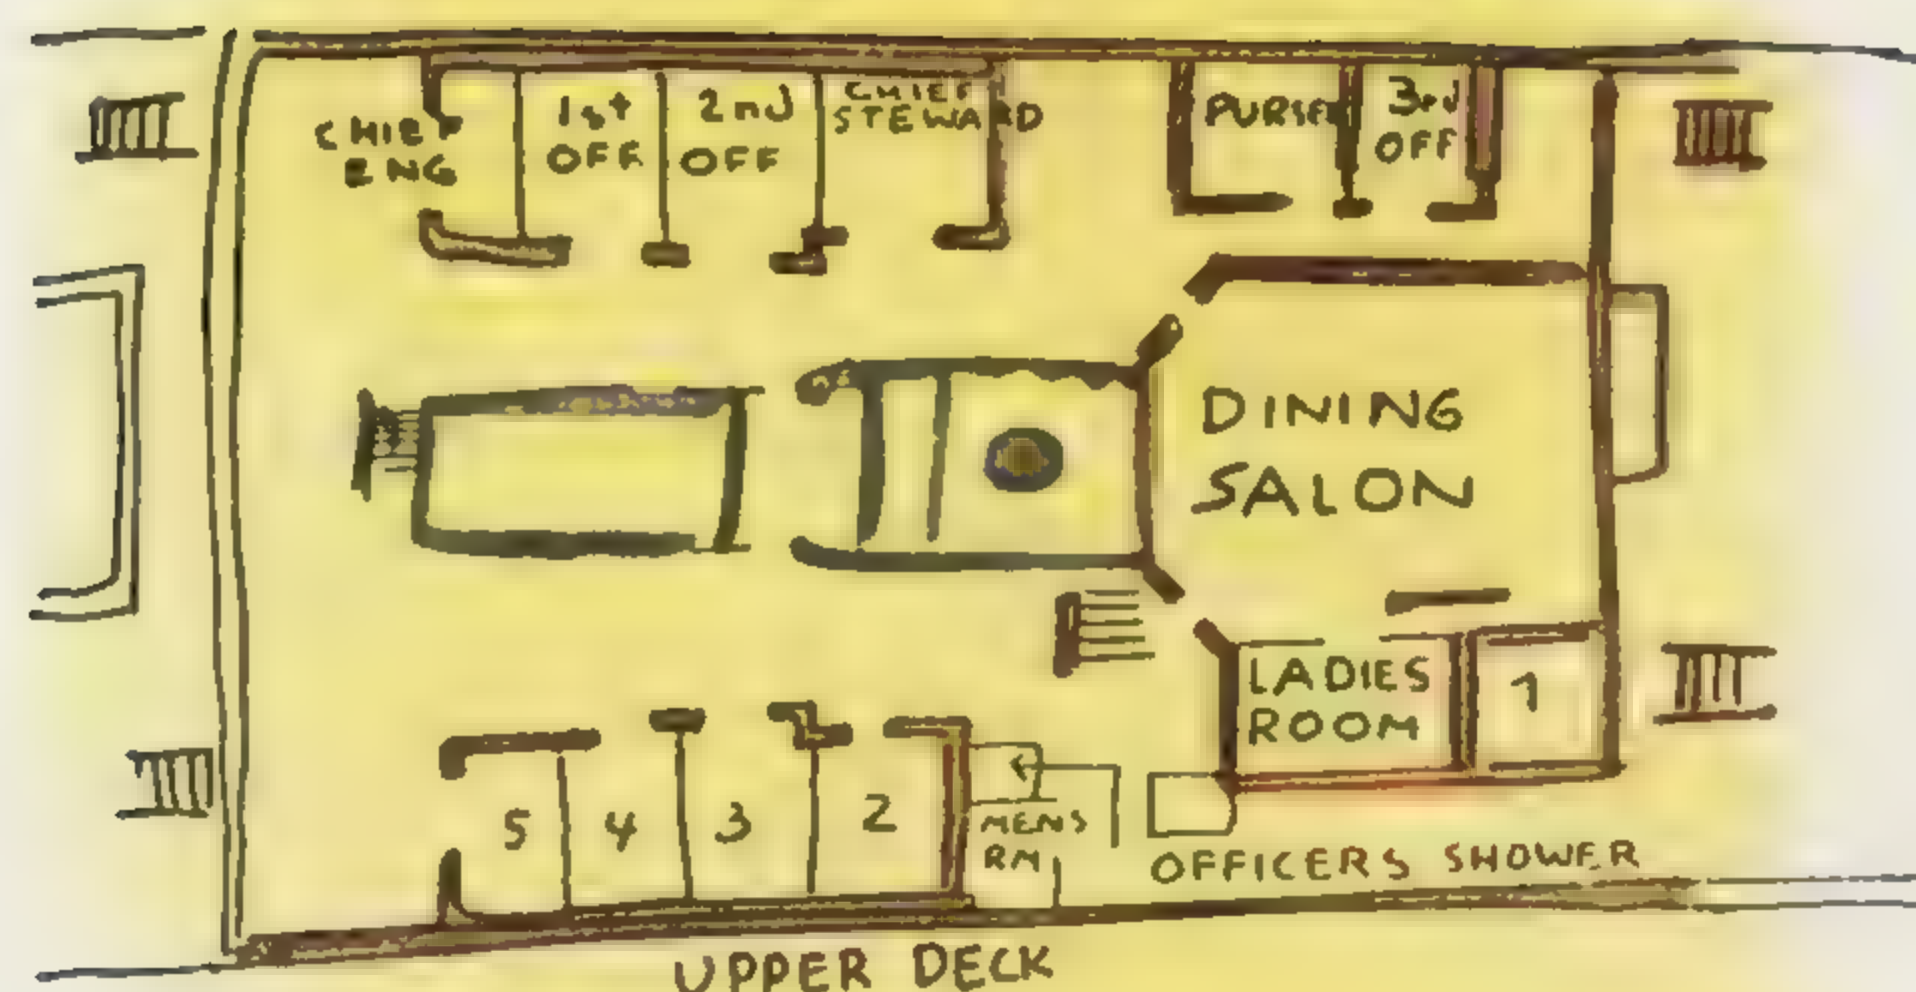 CHIEF
ENG
1st
OFF
2nd
OFF
CHIEF
STEWARD
PURSER
3rd
OFF
DINING
SALON
LADIES
ROOM
1
5
4
3
2
MENS
RM
OFFICERS SHOWER
UPPER DECK